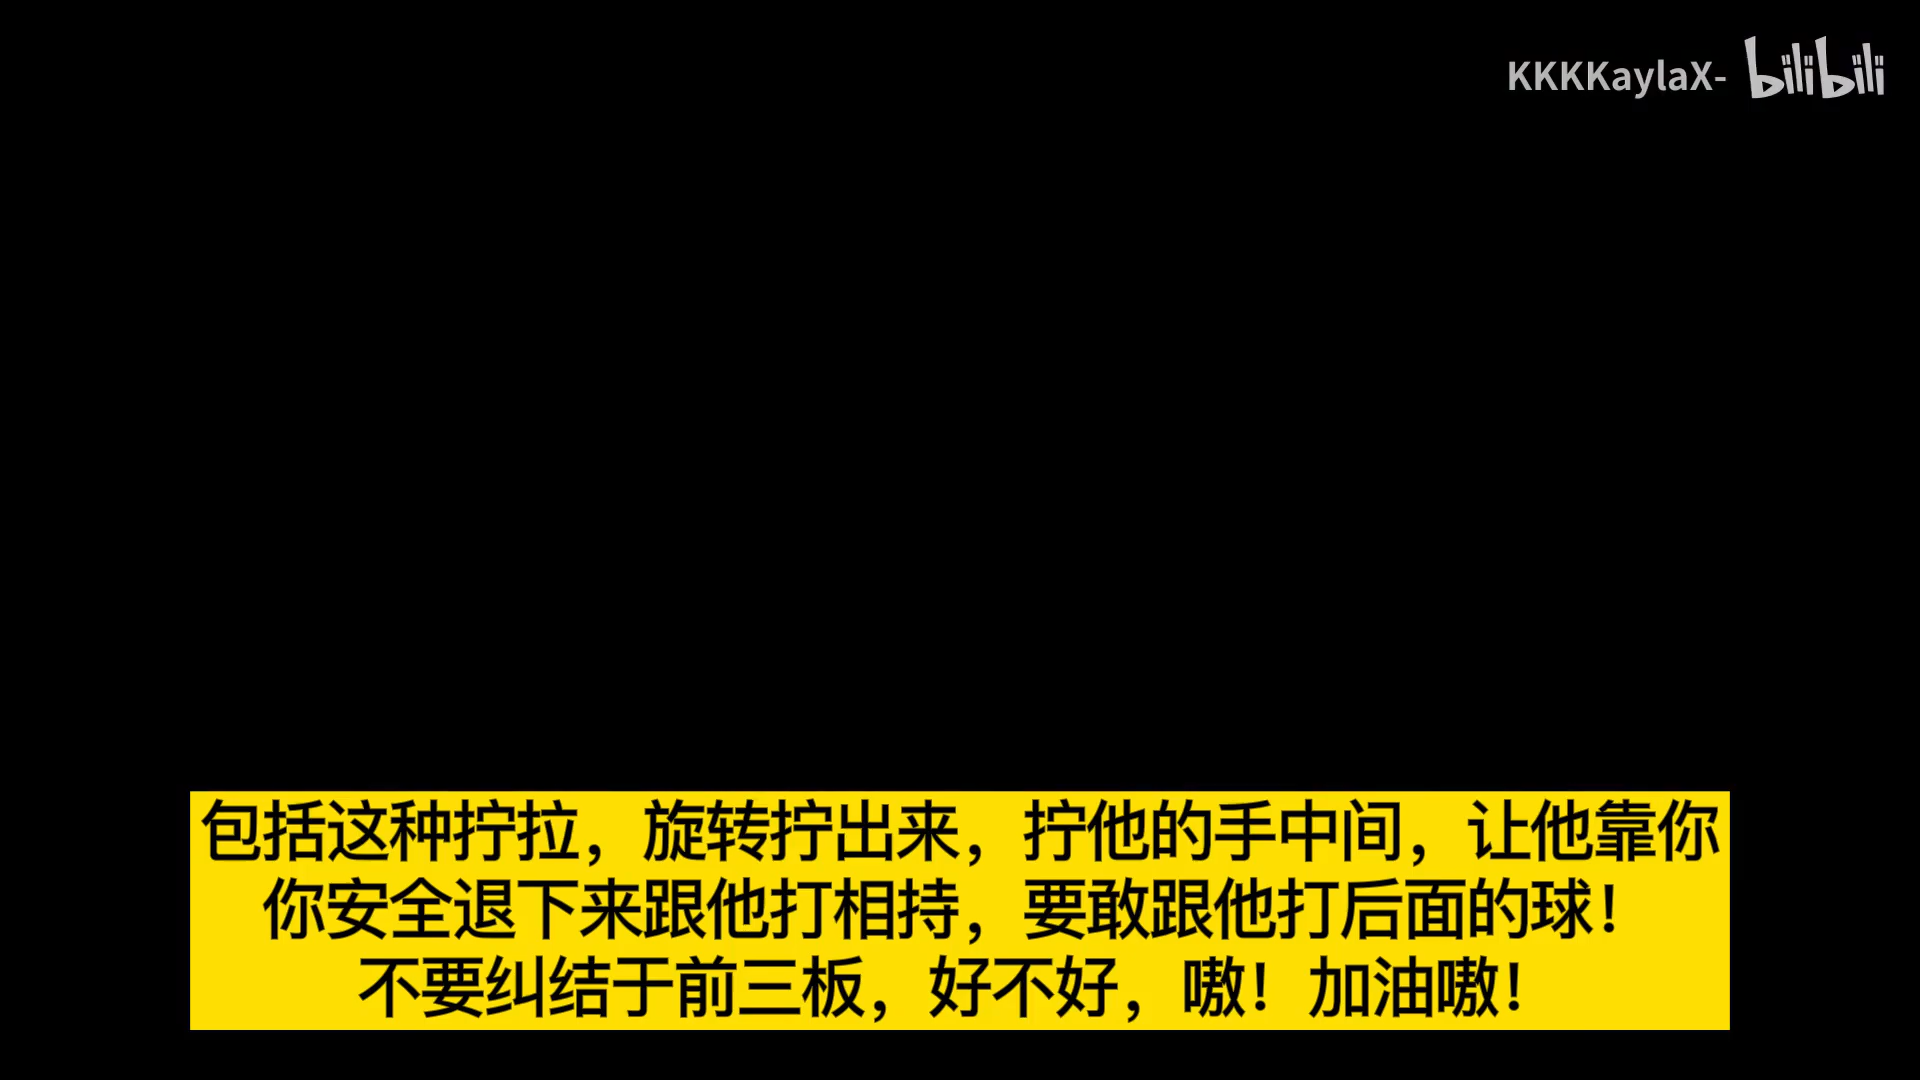 KKKKaylaX- bilibili
包括这种拧拉，旋转拧出来，拧他的手中间，让他靠你
你安全退下来跟他打相持，要敢跟他打后面的球！
不要纠结于前三板，好不好，嗷！加油嗷！